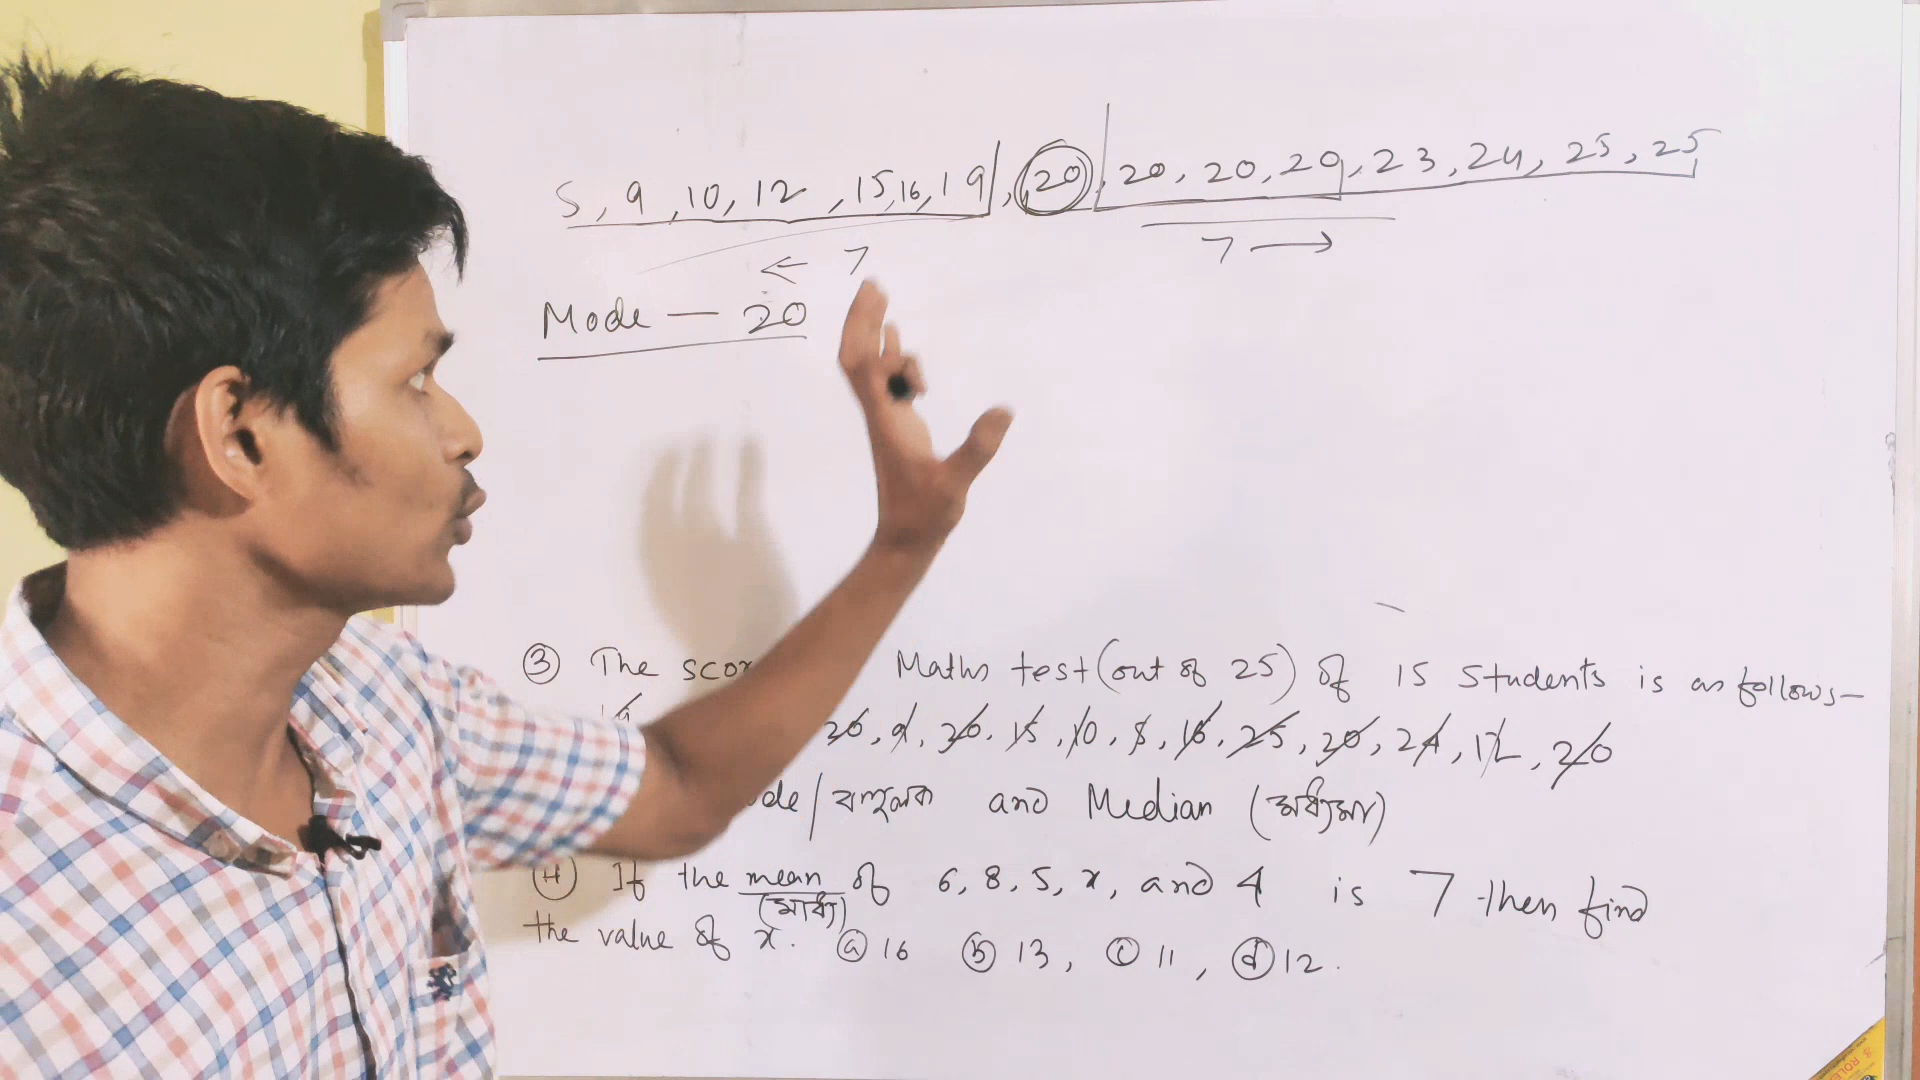 5, 9, 10, 12, 15, 16, 19, 20, 20, 20, 20, 23, 24, 25, 25
← 7 7 →
Mode — 20
③ The scor Maths test (out of 25) of 15 students is as follows—
19 20, 9, 20, 15, 10, 5, 16, 25, 20, 24, 12, 20
ode / বহুলক and Median (মধ্যমা)
④ If the mean of 6, 8, 5, x, and 4 is 7 then find
(মাধ্য)
the value of x. ⓐ 16 ⓑ 13, ⓒ 11, ⓓ 12.